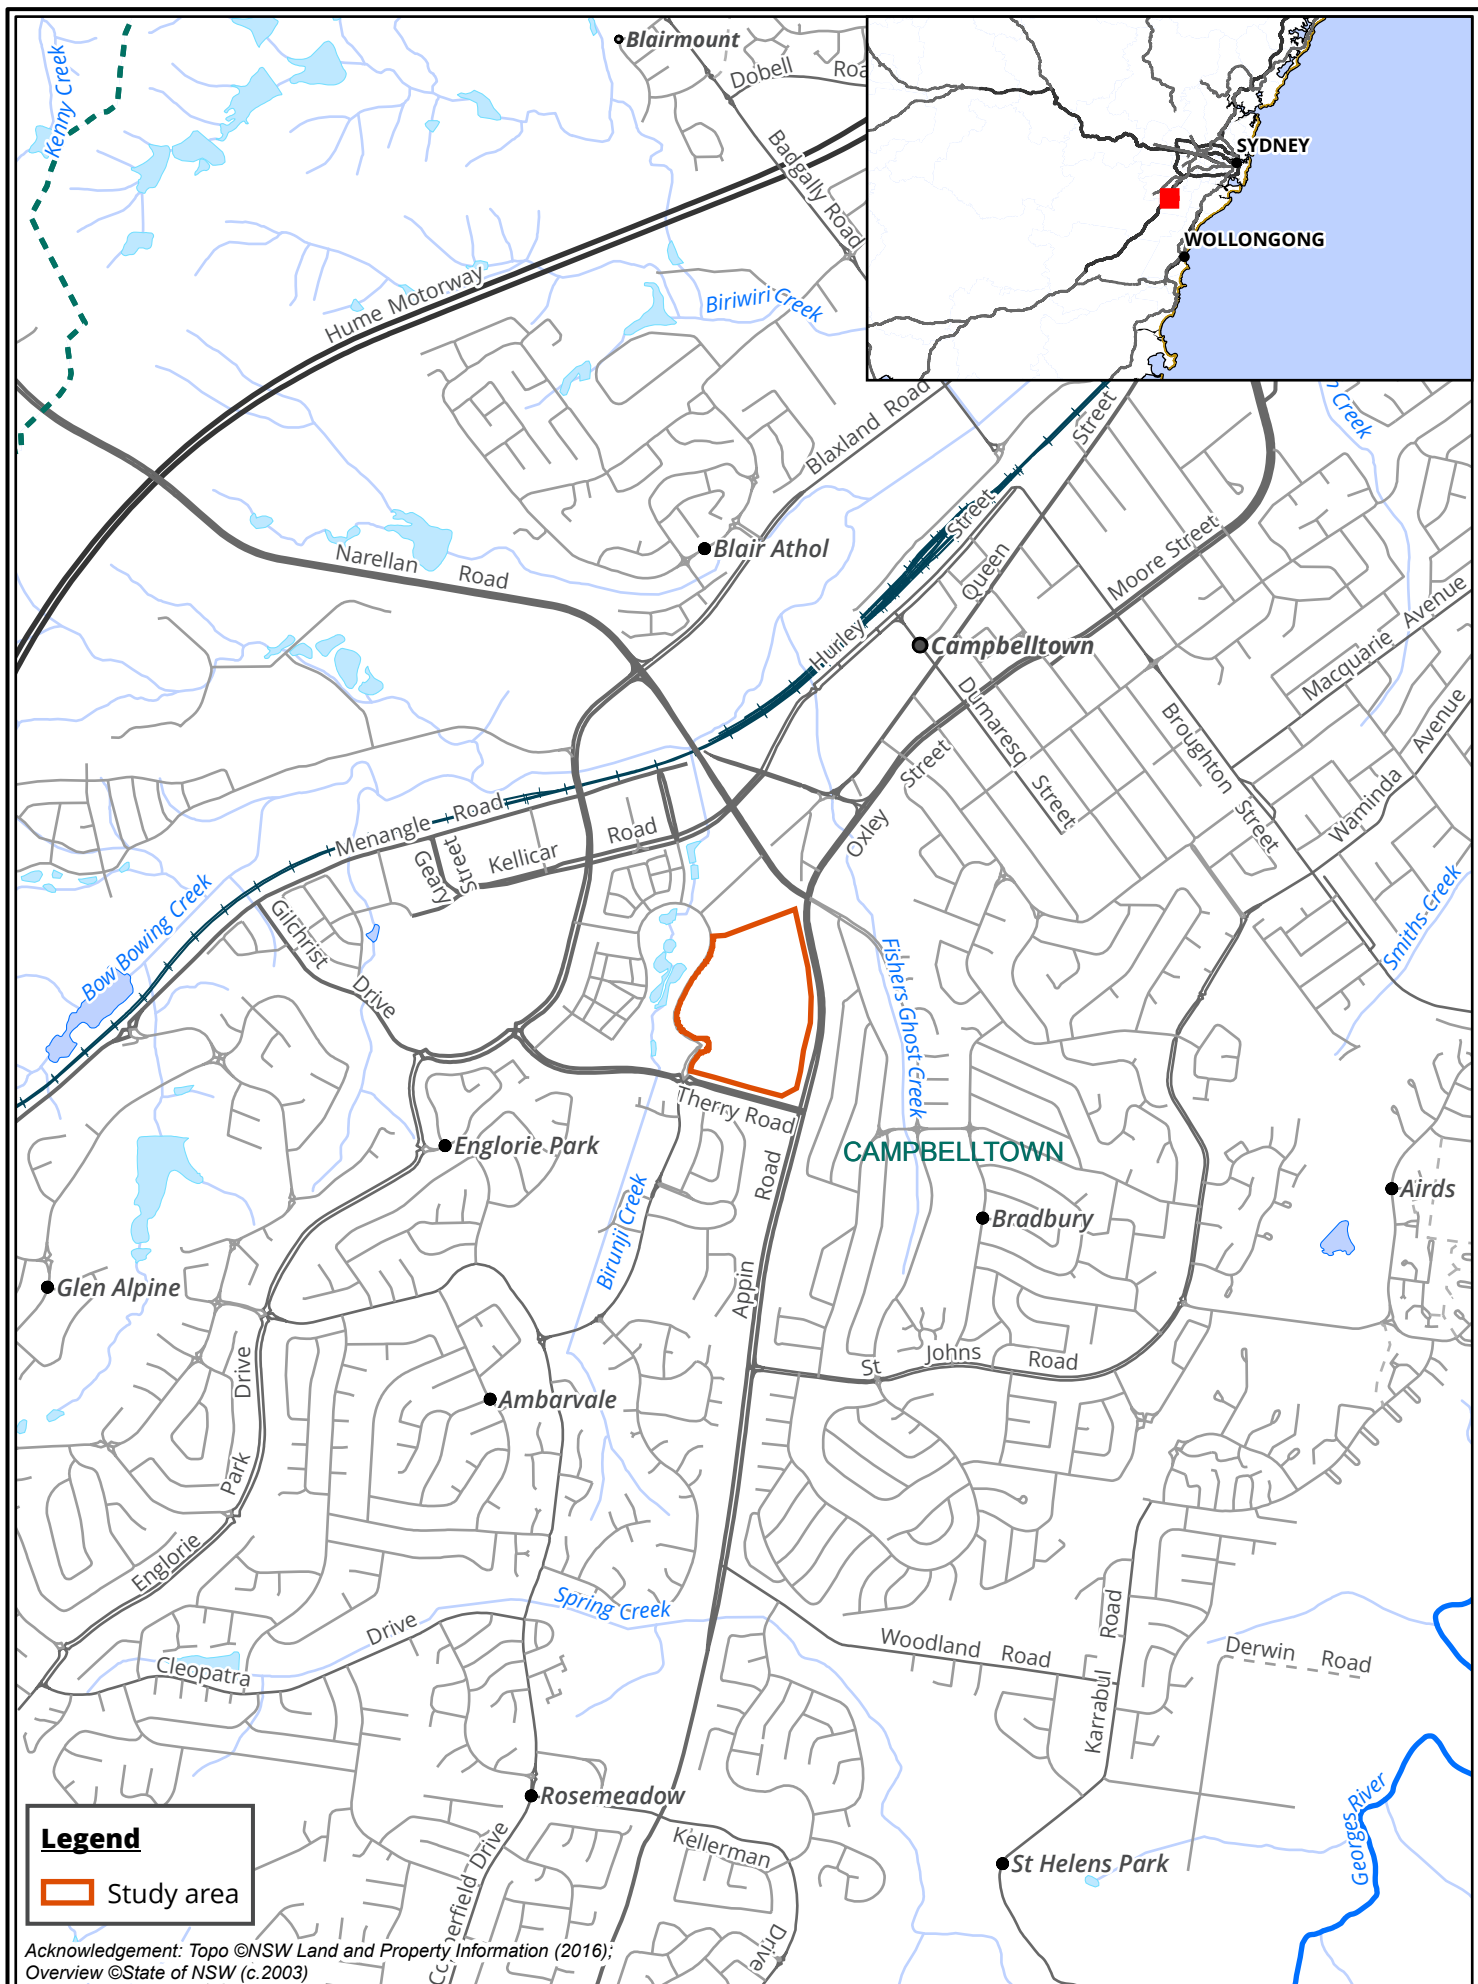 Blairmount
Dobell
Kenny Creek
Badgally Road
SYDNEY
WOLLONGONG
Hume Motorway
Biriwiri Creek
Creek
Blaxland Road
Street
Narellan Road
Blair Athol
Hurley Street
Queen
Moore Street
Campbelltown
Macquarie Avenue
Dumaresq Street
Broughton Street
Waminda Avenue
Oxley Street
Menangle Road
Geary Street
Kellicar Road
Gilchrist Drive
Bow Bowing Creek
Fishers Ghost Creek
Smiths Creek
Therry Road
CAMPBELLTOWN
Englorie Park
Birunji Creek
Appin Road
Bradbury
Airds
Glen Alpine
St Johns Road
Ambarvale
Englorie Park Drive
Spring Creek
Cleopatra Drive
Woodland Road
Karrabul Road
Derwin Road
Rosemeadow
Kellerman Drive
St Helens Park
Georges River
Drive
Legend
Study area
Acknowledgement: Topo ©NSW Land and Property Information (2016);
Overview ©State of NSW (c.2003)